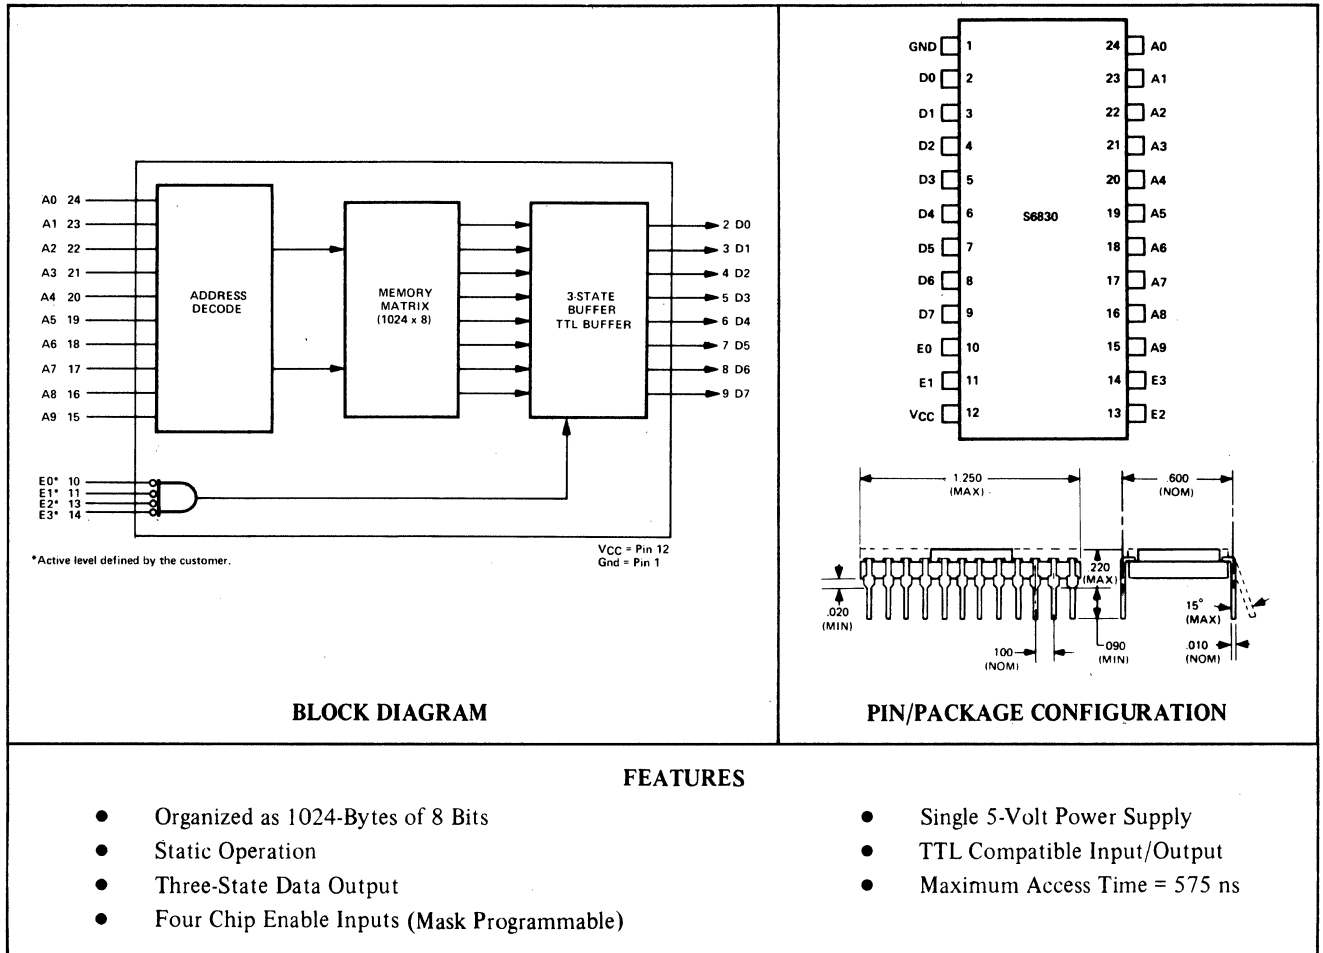 A0 24
A1 23
A2 22
A3 21
A4 20
A5 19
A6 18
A7 17
A8 16
A9 15
ADDRESS
DECODE
MEMORY
MATRIX
(1024 x 8)
3-STATE
BUFFER
TTL BUFFER
2 D0
3 D1
4 D2
5 D3
6 D4
7 D5
8 D6
9 D7
E0* 10
E1* 11
E2* 13
E3* 14
*Active level defined by the customer.
VCC = Pin 12
Gnd = Pin 1
BLOCK DIAGRAM
GND 1 24 A0
D0 2 23 A1
D1 3 22 A2
D2 4 21 A3
D3 5 20 A4
D4 6 S6830 19 A5
D5 7 18 A6
D6 8 17 A7
D7 9 16 A8
E0 10 15 A9
E1 11 14 E3
VCC 12 13 E2
1.250
(MAX)
.600
(NOM)
.220
(MAX)
.020
(MIN)
15°
(MAX)
.090
(MIN)
.100
(NOM)
.010
(NOM)
PIN/PACKAGE CONFIGURATION
FEATURES
● Organized as 1024-Bytes of 8 Bits
● Static Operation
● Three-State Data Output
● Four Chip Enable Inputs (Mask Programmable)
● Single 5-Volt Power Supply
● TTL Compatible Input/Output
● Maximum Access Time = 575 ns